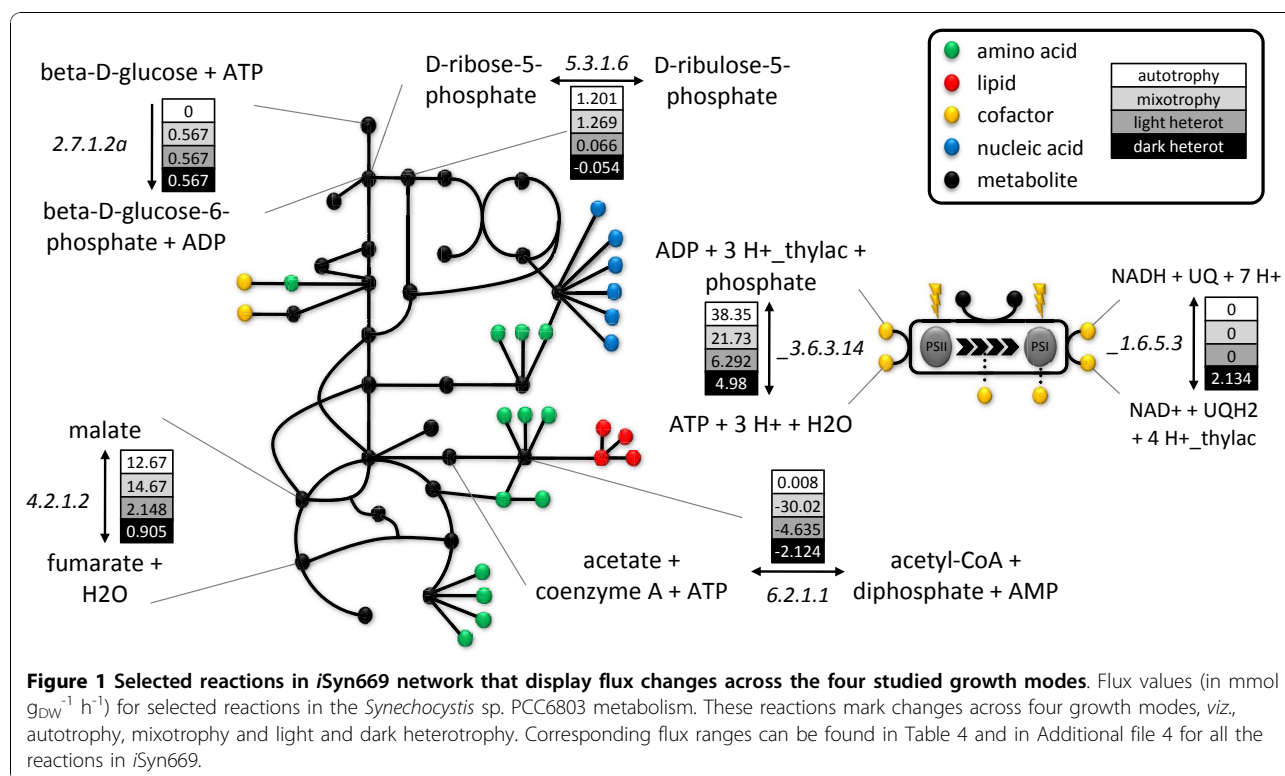 beta-D-glucose + ATP
2.7.1.2a
0
0.567
0.567
0.567
beta-D-glucose-6-
phosphate + ADP
D-ribose-5-
phosphate
5.3.1.6
D-ribulose-5-
phosphate
1.201
1.269
0.066
-0.054
amino acid
lipid
cofactor
nucleic acid
metabolite
autotrophy
mixotrophy
light heterot
dark heterot
ADP + 3 H+_thylac +
phosphate
38.35
21.73
6.292
4.98
_3.6.3.14
ATP + 3 H+ + H2O
PSII
PSI
NADH + UQ + 7 H+
_1.6.5.3
0
0
0
2.134
NAD+ + UQH2
+ 4 H+_thylac
malate
4.2.1.2
12.67
14.67
2.148
0.905
fumarate +
H2O
acetate +
coenzyme A + ATP
0.008
-30.02
-4.635
-2.124
6.2.1.1
acetyl-CoA +
diphosphate + AMP
Figure 1 Selected reactions in iSyn669 network that display flux changes across the four studied growth modes. Flux values (in mmol
gDW-1 h-1) for selected reactions in the Synechocystis sp. PCC6803 metabolism. These reactions mark changes across four growth modes, viz.,
autotrophy, mixotrophy and light and dark heterotrophy. Corresponding flux ranges can be found in Table 4 and in Additional file 4 for all the
reactions in iSyn669.